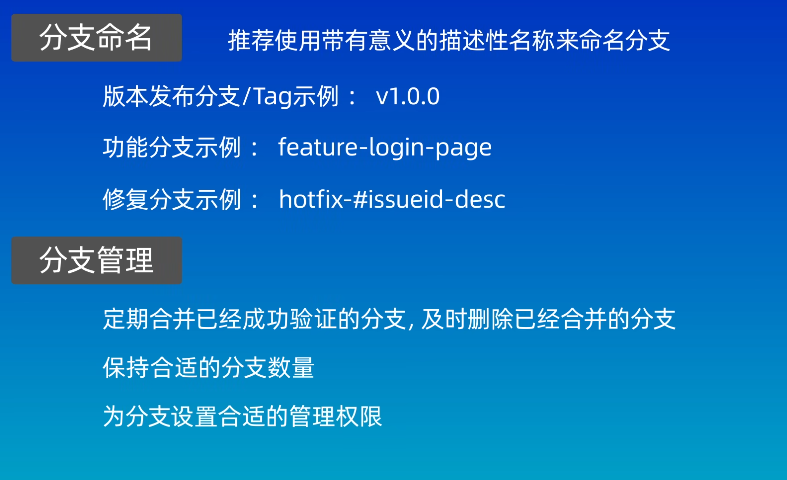 分支命名 推荐使用带有意义的描述性名称来命名分支
版本发布分支/Tag示例： v1.0.0
功能分支示例： feature-login-page
修复分支示例： hotfix-#issueid-desc
分支管理
定期合并已经成功验证的分支, 及时删除已经合并的分支
保持合适的分支数量
为分支设置合适的管理权限